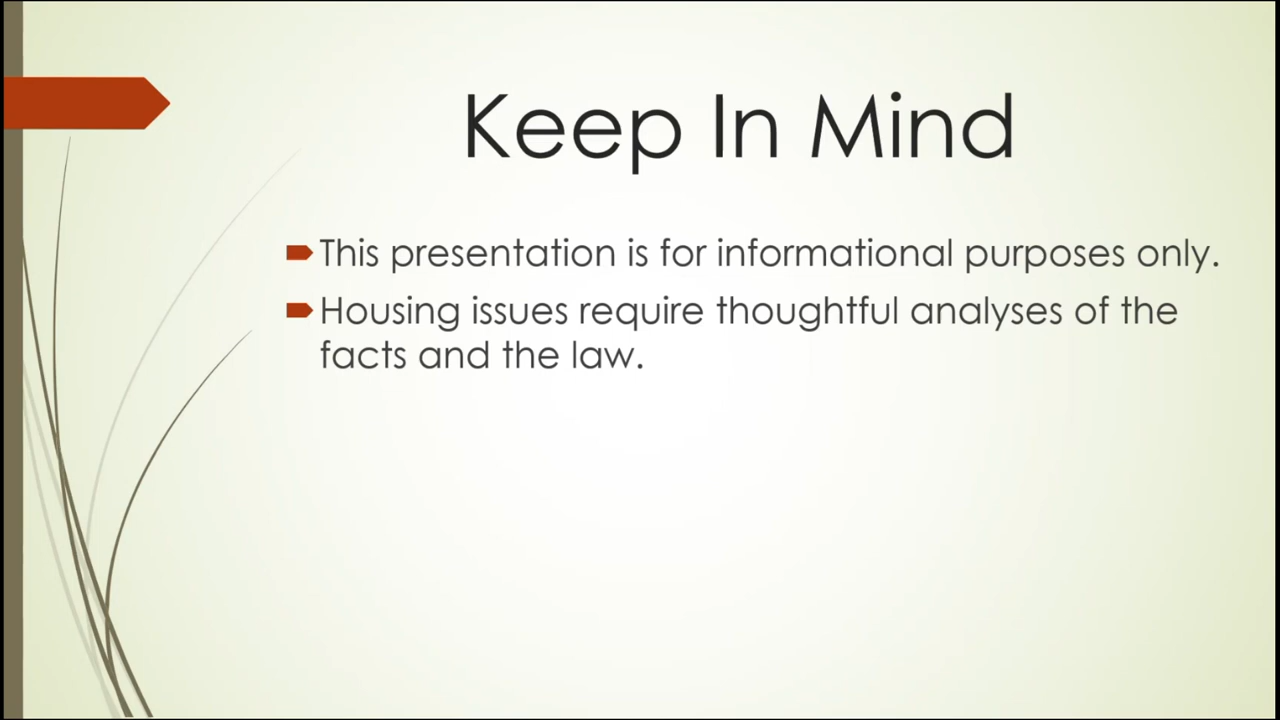 Keep In Mind
This presentation is for informational purposes only.
Housing issues require thoughtful analyses of the
facts and the law.